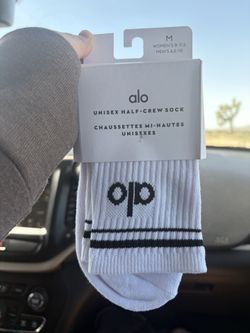 M
alo
UNISEX HALF-CREW SOCK
CHAUSSETTES MI-HAUTES
UNISEXES
alo